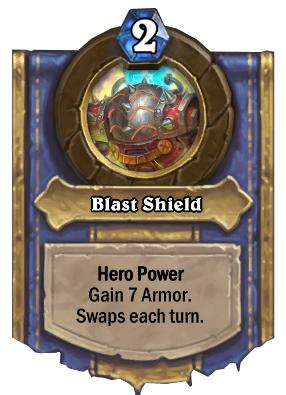 2
Blast Shield
Hero Power
Gain 7 Armor.
Swaps each turn.